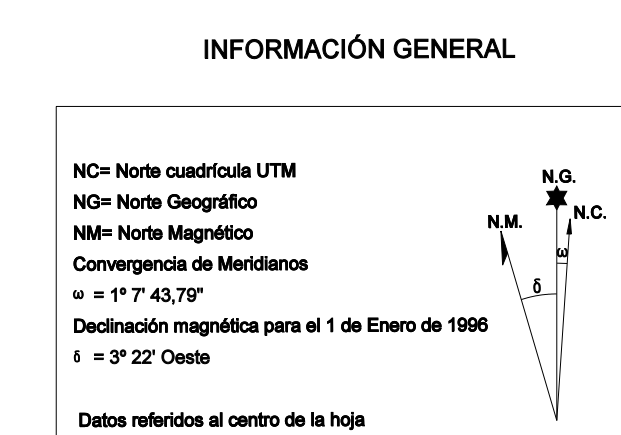 INFORMACIÓN GENERAL
NC= Norte cuadrícula UTM
NG= Norte Geográfico
NM= Norte Magnético
Convergencia de Meridianos
ω = 1º 7' 43,79"
Declinación magnética para el 1 de Enero de 1996
δ = 3º 22' Oeste
Datos referidos al centro de la hoja
N.G.
N.C.
N.M.
ω
δ